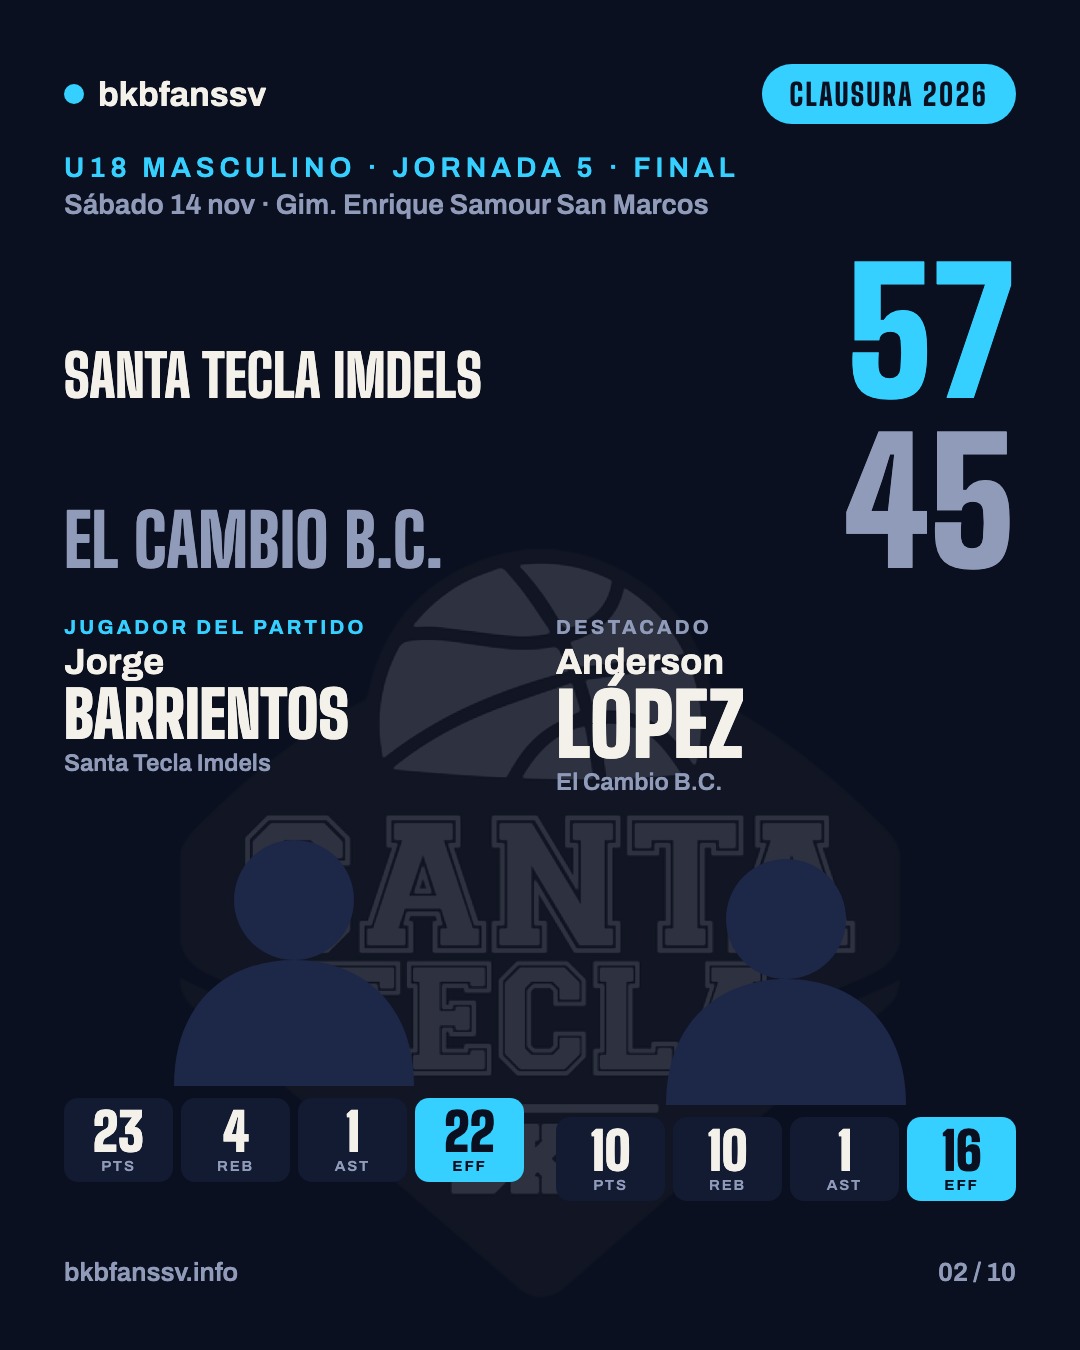 bkbfanssv
CLAUSURA 2026
U18 MASCULINO · JORNADA 5 · FINAL
Sábado 14 nov · Gim. Enrique Samour San Marcos
57
SANTA TECLA IMDELS
45
EL CAMBIO B.C.
JUGADOR DEL PARTIDO
Jorge
BARRIENTOS
Santa Tecla Imdels
DESTACADO
Anderson
LÓPEZ
El Cambio B.C.
SANTA
TECLA
23 4 1 22
PTS REB AST EFF
10 10 1 16
PTS REB AST EFF
bkbfanssv.info
02 / 10